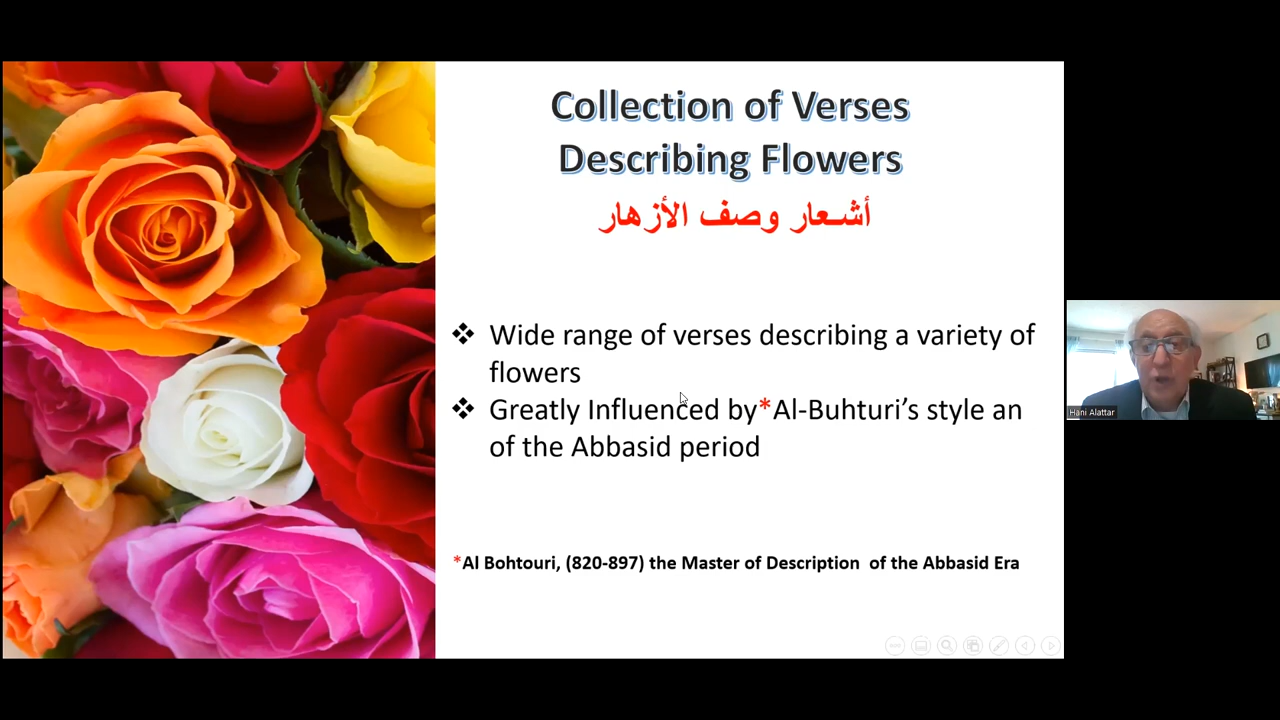 Collection of Verses
Describing Flowers
أشـعار وصف الأزهار
❖ Wide range of verses describing a variety of
flowers
❖ Greatly Influenced by*Al-Buhturi’s style an
of the Abbasid period
*Al Bohtouri, (820-897) the Master of Description of the Abbasid Era
Hani Alattar